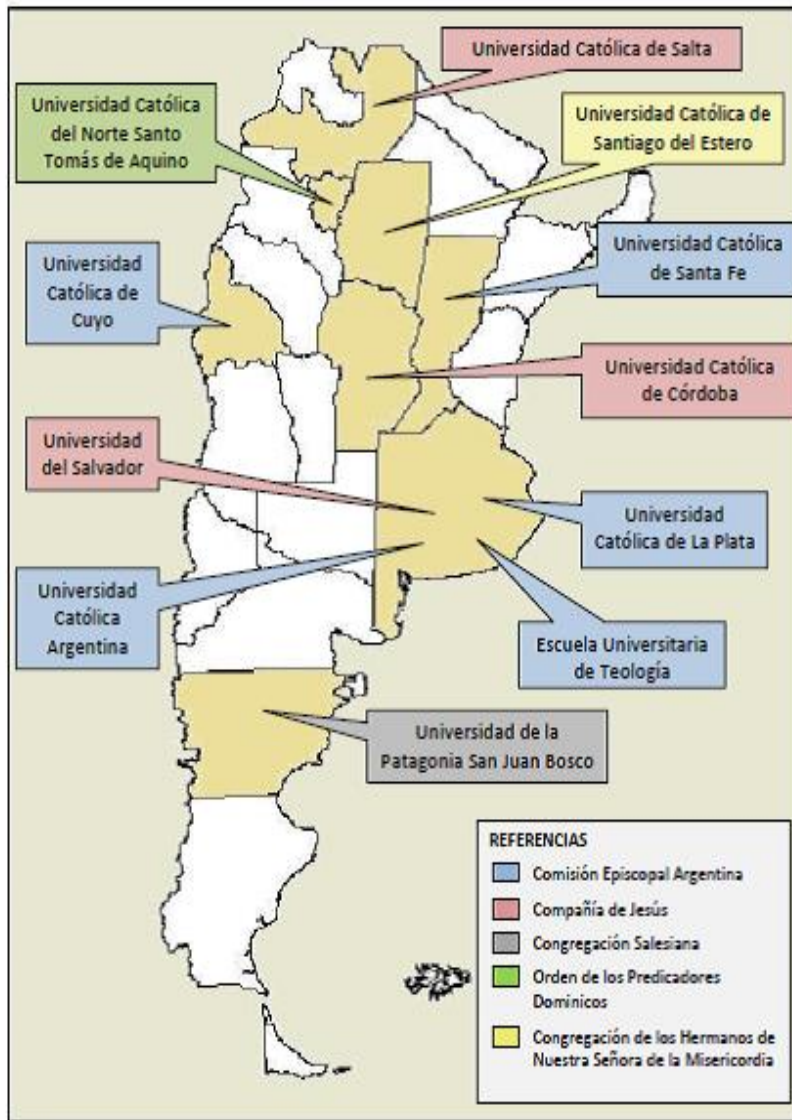 Universidad Católica de Salta
Universidad Católica
del Norte Santo
Tomás de Aquino
Universidad Católica de
Santiago del Estero
Universidad
Católica de
Cuyo
Universidad Católica
de Santa Fe
Universidad Católica
de Córdoba
Universidad
del Salvador
Universidad
Católica de La Plata
Universidad
Católica
Argentina
Escuela Universitaria
de Teología
Universidad de la
Patagonia San Juan Bosco
REFERENCIAS
Comisión Episcopal Argentina
Compañía de Jesús
Congregación Salesiana
Orden de los Predicadores
Dominicos
Congregación de los Hermanos de
Nuestra Señora de la Misericordia